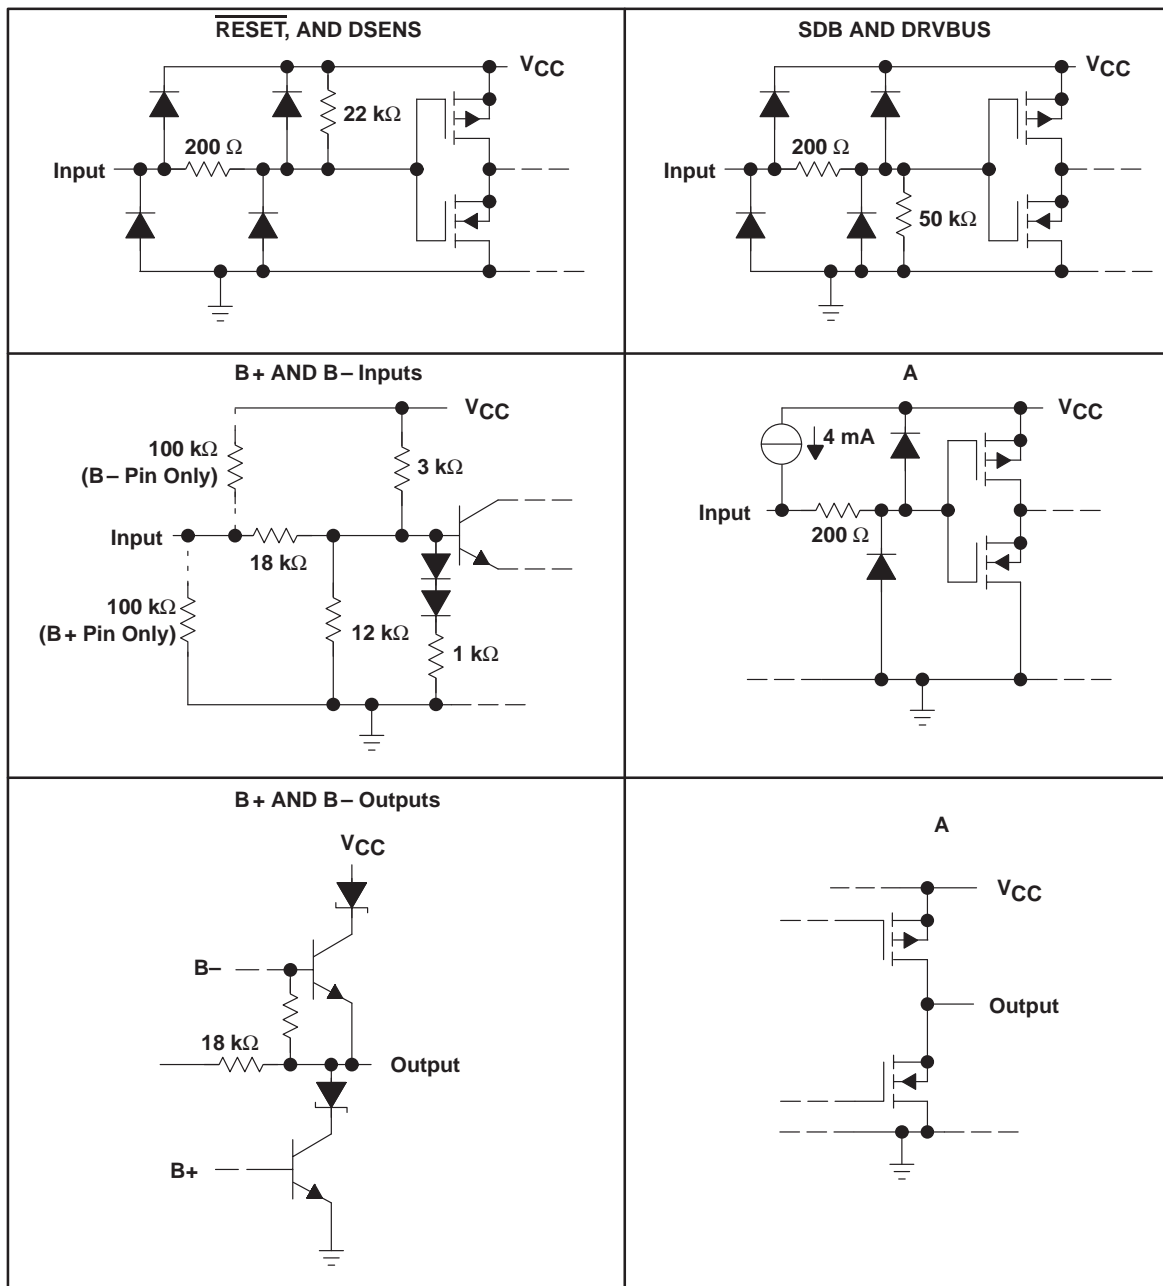 RESET, AND DSENS
VCC
22 kΩ
200 Ω
Input
SDB AND DRVBUS
VCC
200 Ω
Input
50 kΩ
B+ AND B– Inputs
VCC
100 kΩ
(B– Pin Only)
3 kΩ
Input
18 kΩ
100 kΩ
(B+ Pin Only)
12 kΩ
1 kΩ
A
VCC
4 mA
Input
200 Ω
B+ AND B– Outputs
VCC
B–
18 kΩ
Output
B+
A
VCC
Output